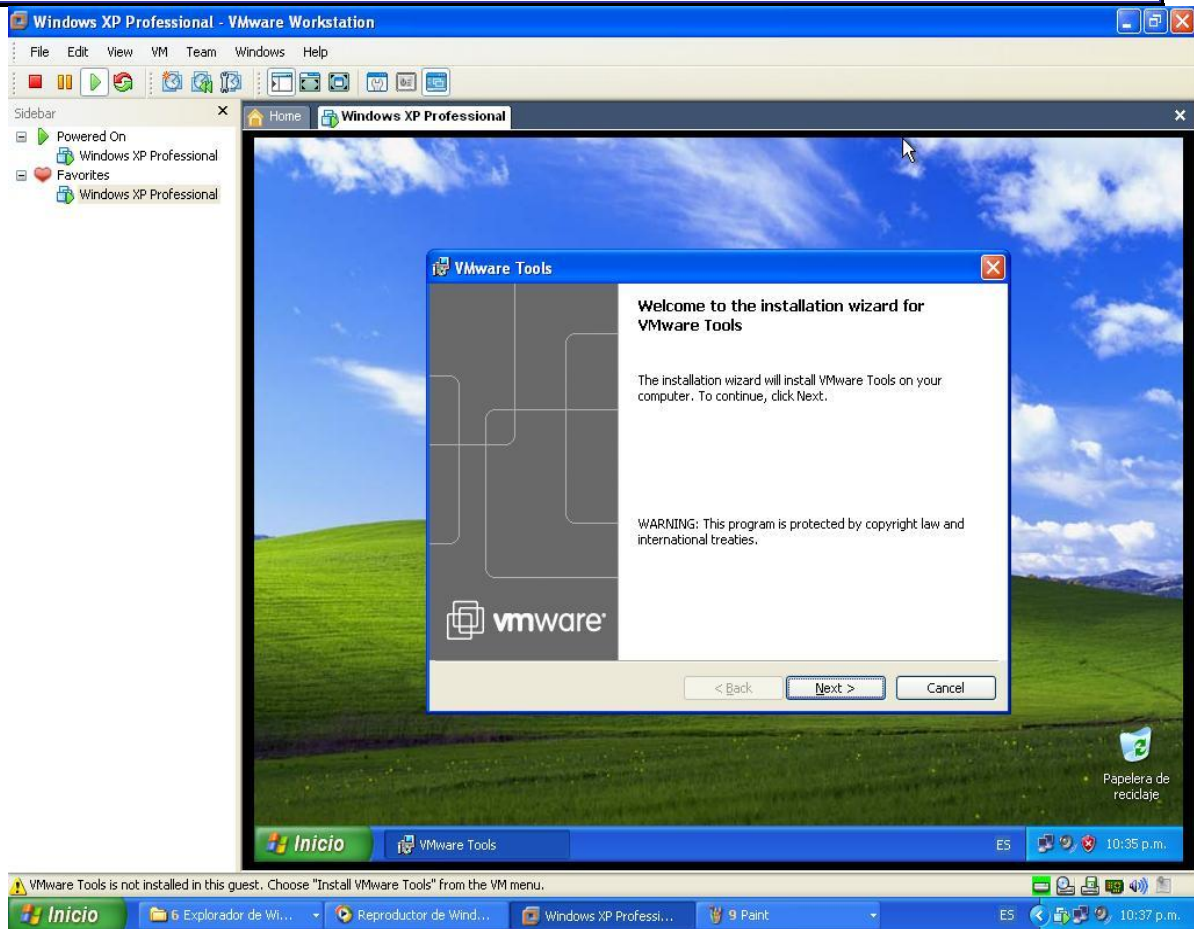 Windows XP Professional - VMware Workstation
File Edit View VM Team Windows Help
Sidebar
Home
Windows XP Professional
Powered On
Windows XP Professional
Favorites
Windows XP Professional
VMware Tools
Welcome to the installation wizard for
VMware Tools
The installation wizard will install VMware Tools on your
computer. To continue, click Next.
WARNING: This program is protected by copyright law and
international treaties.
vmware
< Back
Next >
Cancel
Papelera de
reciclaje
Inicio
VMware Tools
ES
10:35 p.m.
VMware Tools is not installed in this guest. Choose "Install VMware Tools" from the VM menu.
Inicio
6 Explorador de Wi...
Reproductor de Wind...
Windows XP Professi...
9 Paint
ES
10:37 p.m.